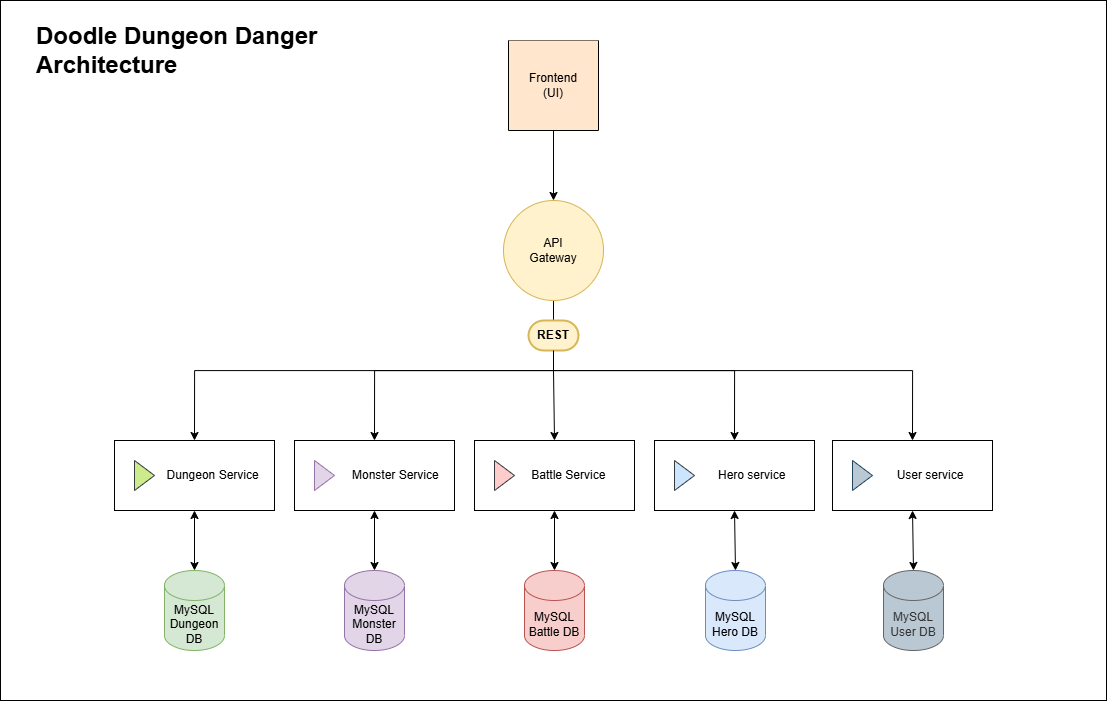 Doodle Dungeon Danger
Architecture
Frontend
(UI)
API
Gateway
REST
Dungeon Service
Monster Service
Battle Service
Hero service
User service
MySQL
Dungeon
DB
MySQL
Monster
DB
MySQL
Battle DB
MySQL
Hero DB
MySQL
User DB